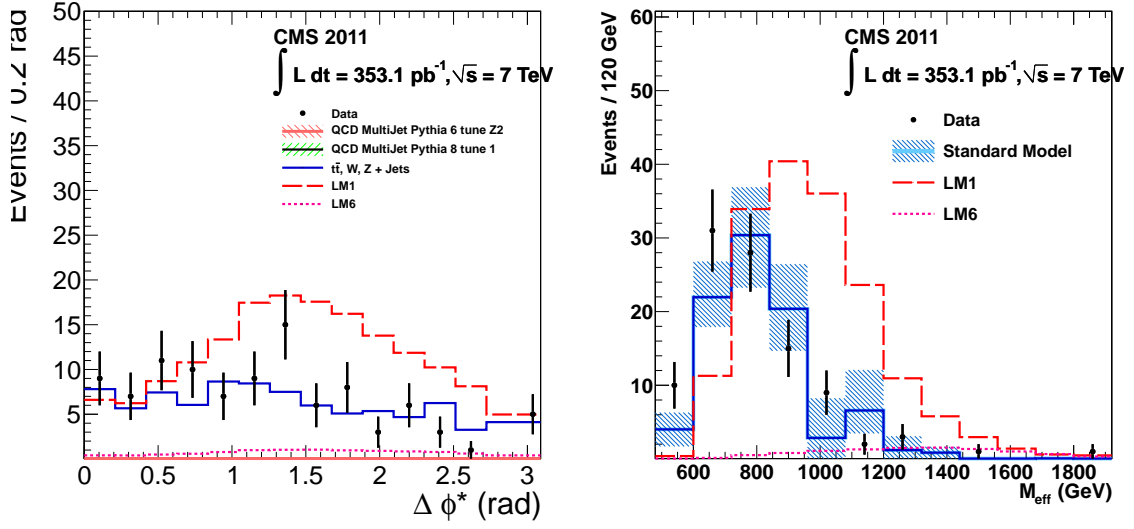 Events / 0.2 rad
50
45
40
35
30
25
20
15
10
5
0 0.5 1 1.5 2 2.5 3
Δ ϕ* (rad)
CMS 2011
∫ L dt = 353.1 pb⁻¹, √s = 7 TeV
Data
QCD MultiJet Pythia 6 tune Z2
QCD MultiJet Pythia 8 tune 1
tt̄, W, Z + Jets
LM1
LM6
Events / 120 GeV
60
50
40
30
20
10
600 800 1000 1200 1400 1600 1800
M_eff (GeV)
CMS 2011
∫ L dt = 353.1 pb⁻¹, √s = 7 TeV
Data
Standard Model
LM1
LM6